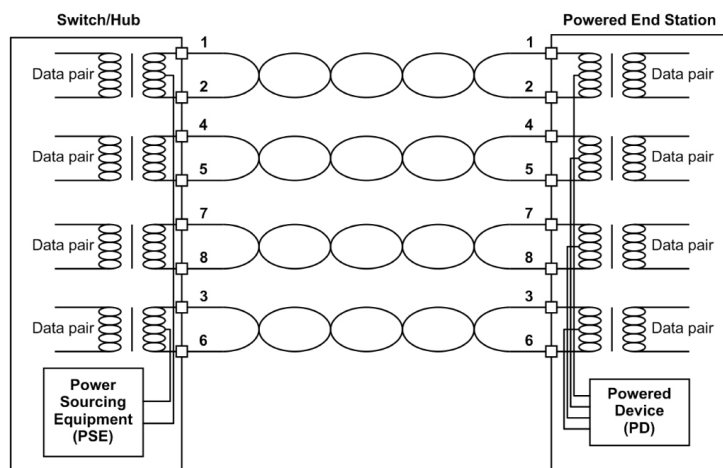 Switch/Hub
Powered End Station
1
1
Data pair
Data pair
2
2
4
4
Data pair
Data pair
5
5
7
7
Data pair
Data pair
8
8
3
3
Data pair
Data pair
6
6
Power
Sourcing
Equipment
(PSE)
Powered
Device
(PD)